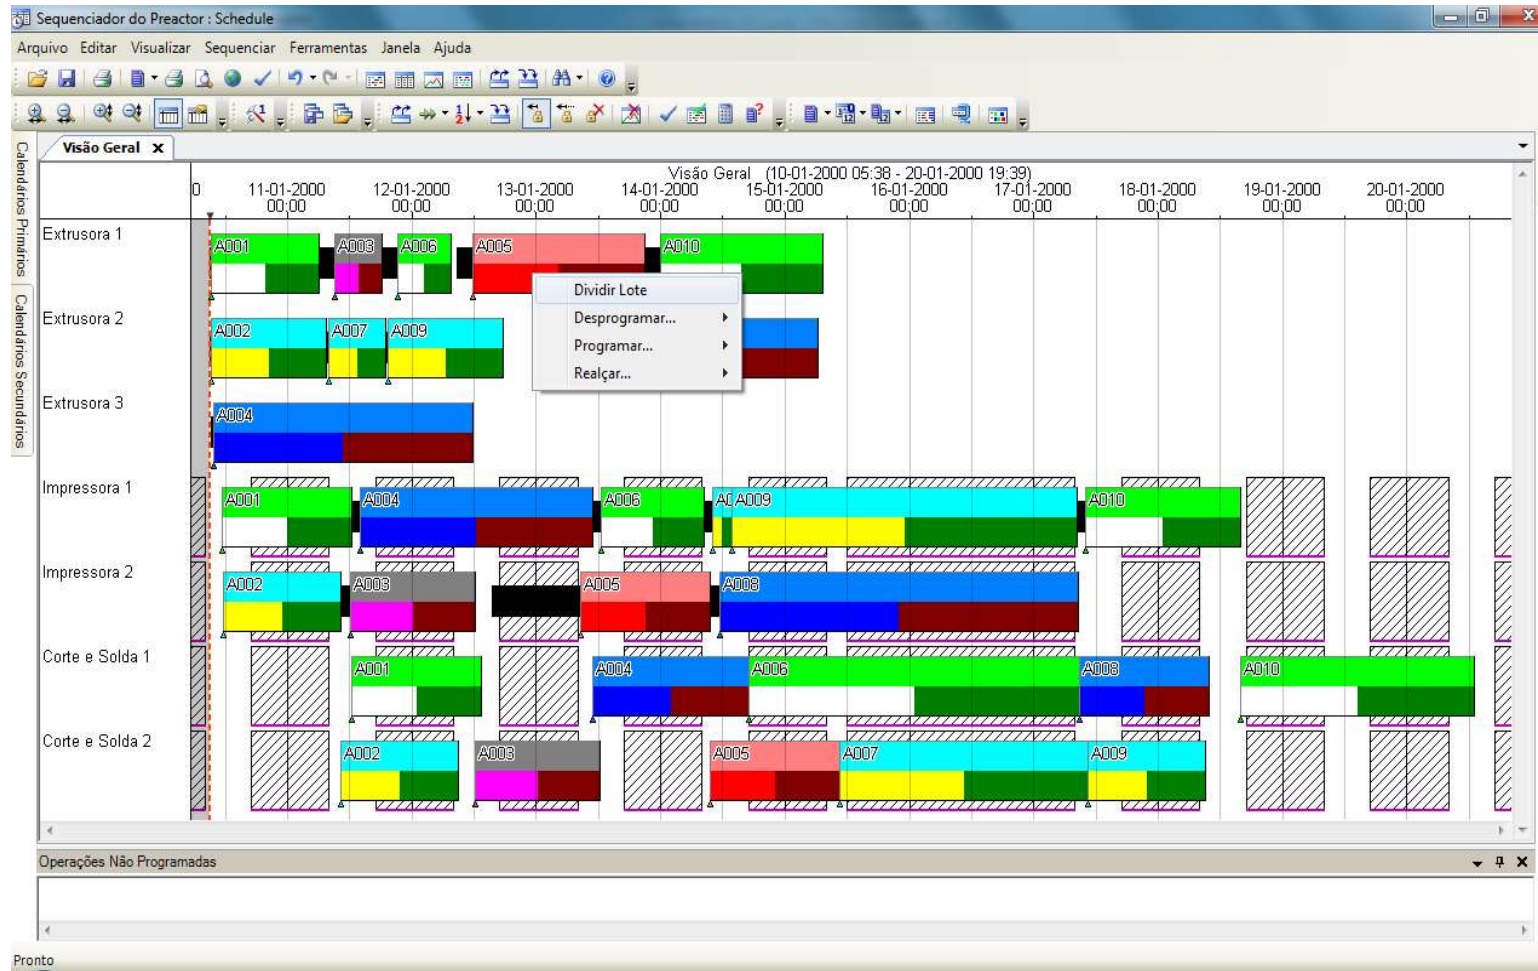 Sequenciador do Preactor : Schedule
Arquivo Editar Visualizar Sequenciar Ferramentas Janela Ajuda
Visão Geral
Calendários Primários
Calendários Secundários
Visão Geral (10-01-2000 05:38 - 20-01-2000 19:39)
0 11-01-2000 12-01-2000 13-01-2000 14-01-2000 15-01-2000 16-01-2000 17-01-2000 18-01-2000 19-01-2000 20-01-2000
00:00 00:00 00:00 00:00 00:00 00:00 00:00 00:00 00:00 00:00
Extrusora 1
A001 A003 A006 A005 A010
Dividir Lote
Desprogramar...
Programar...
Realçar...
Extrusora 2
A002 A007 A009
Extrusora 3
A004
Impressora 1
A001 A004 A006 A009 A010
Impressora 2
A002 A003 A005 A008
Corte e Solda 1
A001 A004 A006 A008 A010
Corte e Solda 2
A002 A003 A005 A007 A009
Operações Não Programadas
Pronto